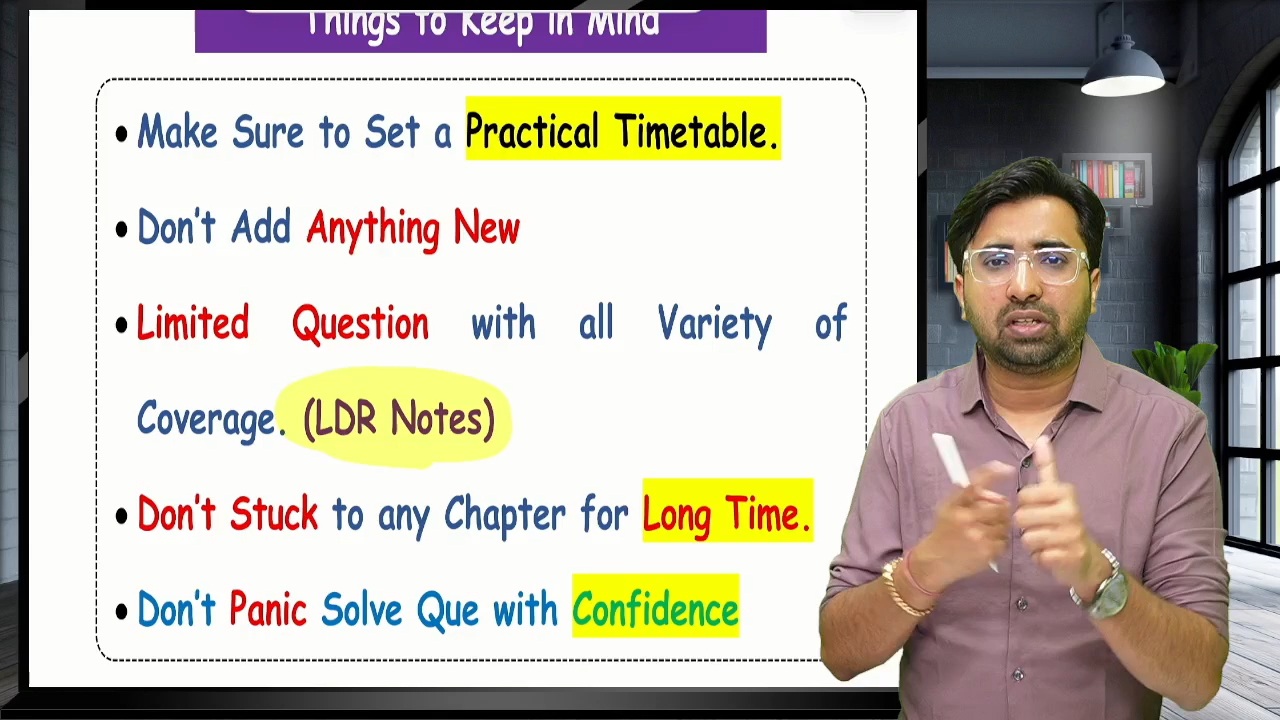 Things to Keep in Mind
• Make Sure to Set a Practical Timetable.
• Don't Add Anything New
• Limited Question with all Variety of
Coverage. (LDR Notes)
• Don't Stuck to any Chapter for Long Time.
• Don't Panic Solve Que with Confidence